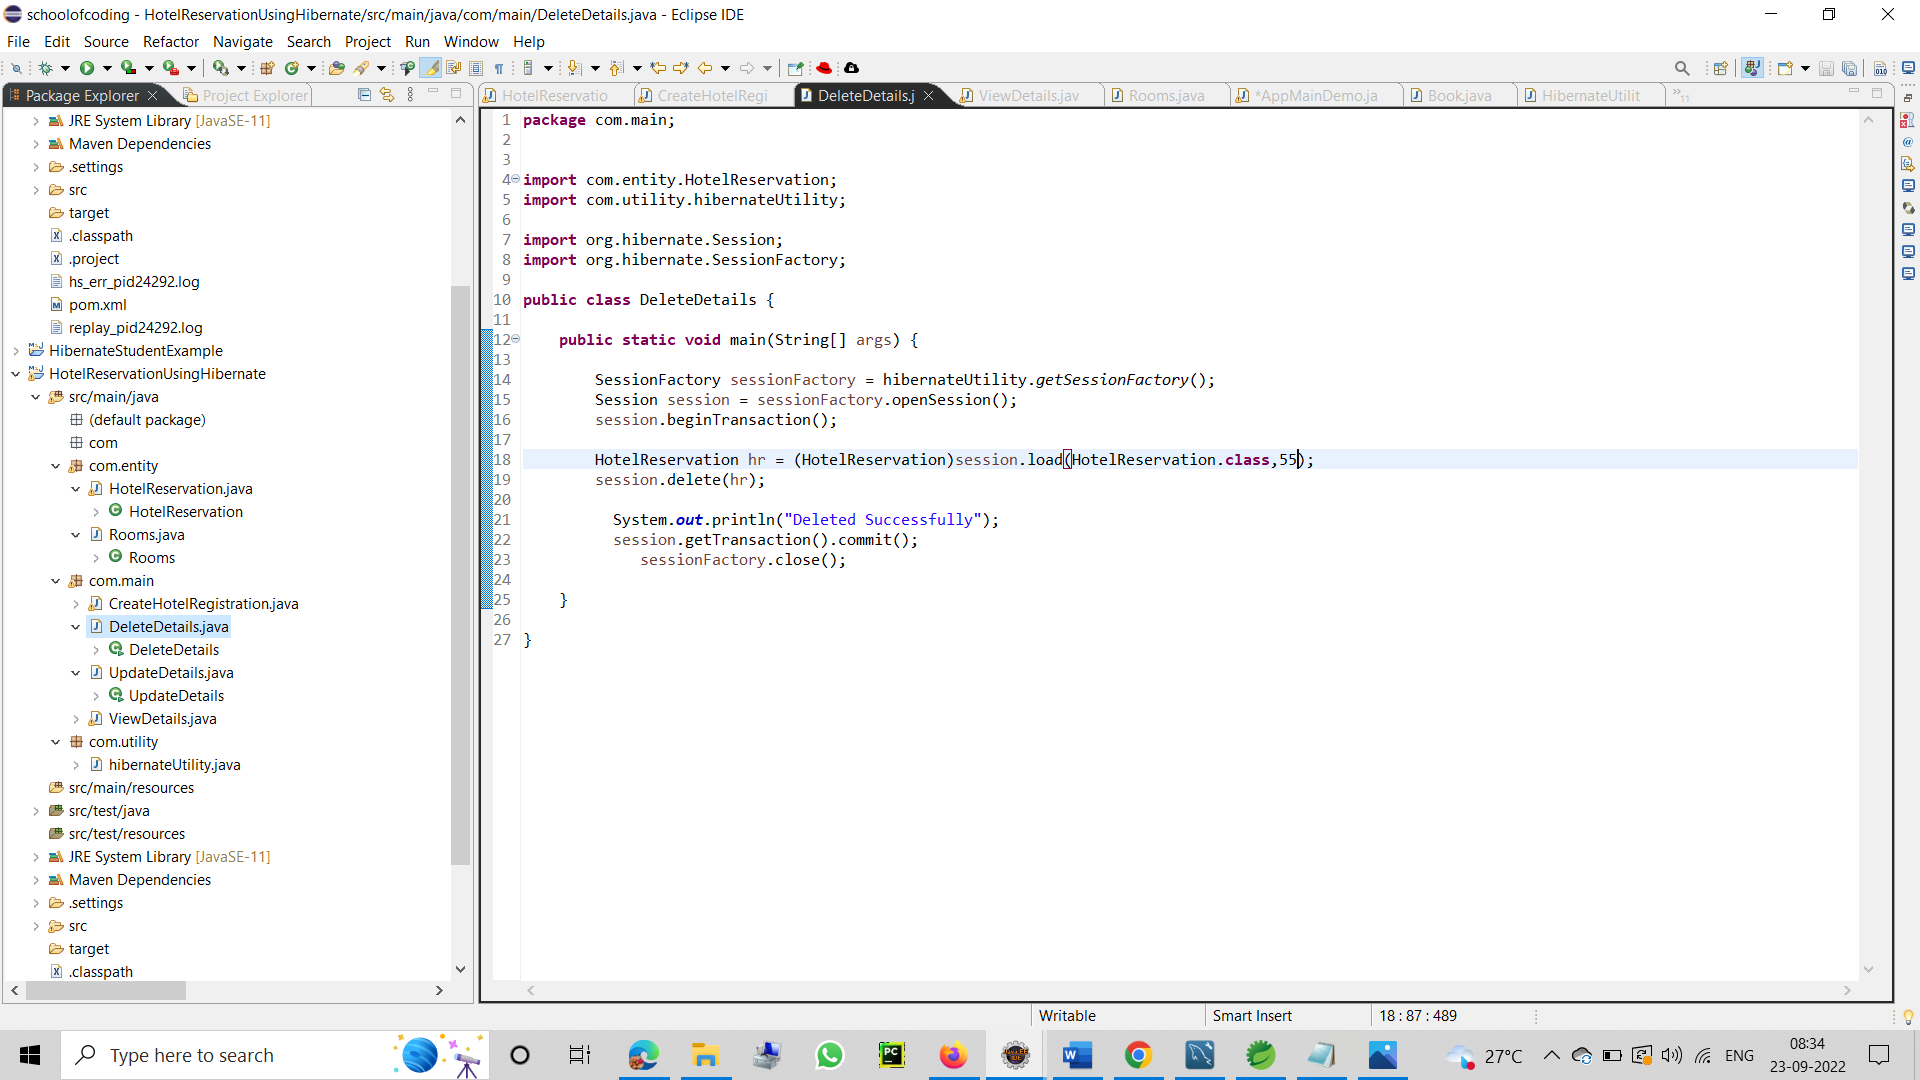 schoolofcoding - HotelReservationUsingHibernate/src/main/java/com/main/DeleteDetails.java - Eclipse IDE
File Edit Source Refactor Navigate Search Project Run Window Help
Package Explorer Project Explorer
HotelReservatio CreateHotelRegi DeleteDetails.j ViewDetails.jav Rooms.java *AppMainDemo.ja Book.java HibernateUtilit »11
JRE System Library [JavaSE-11]
Maven Dependencies
.settings
src
target
.classpath
.project
hs_err_pid24292.log
pom.xml
replay_pid24292.log
HibernateStudentExample
HotelReservationUsingHibernate
src/main/java
(default package)
com
com.entity
HotelReservation.java
HotelReservation
Rooms.java
Rooms
com.main
CreateHotelRegistration.java
DeleteDetails.java
DeleteDetails
UpdateDetails.java
UpdateDetails
ViewDetails.java
com.utility
hibernateUtility.java
src/main/resources
src/test/java
src/test/resources
JRE System Library [JavaSE-11]
Maven Dependencies
.settings
src
target
.classpath
1 package com.main;
2
3
4 import com.entity.HotelReservation;
5 import com.utility.hibernateUtility;
6
7 import org.hibernate.Session;
8 import org.hibernate.SessionFactory;
9
10 public class DeleteDetails {
11
12 public static void main(String[] args) {
13
14 SessionFactory sessionFactory = hibernateUtility.getSessionFactory();
15 Session session = sessionFactory.openSession();
16 session.beginTransaction();
17
18 HotelReservation hr = (HotelReservation)session.load(HotelReservation.class,55);
19 session.delete(hr);
20
21 System.out.println("Deleted Successfully");
22 session.getTransaction().commit();
23 sessionFactory.close();
24
25 }
26
27 }
Writable Smart Insert 18 : 87 : 489
Type here to search
27°C ENG 08:34
23-09-2022